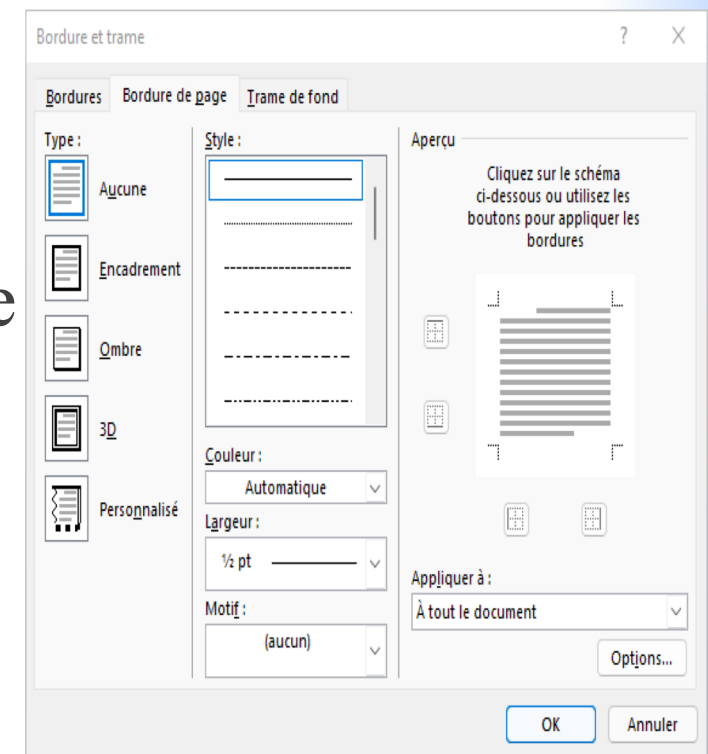 Bordure et trame
?
X
Bordures
Bordure de page
Trame de fond
Type :
Aucune
Encadrement
Ombre
3D
Personnalisé
Style :
Couleur :
Automatique
Largeur :
½ pt
Motif :
(aucun)
Aperçu
Cliquez sur le schéma
ci-dessous ou utilisez les
boutons pour appliquer les
bordures
Appliquer à :
À tout le document
Options...
OK
Annuler
e